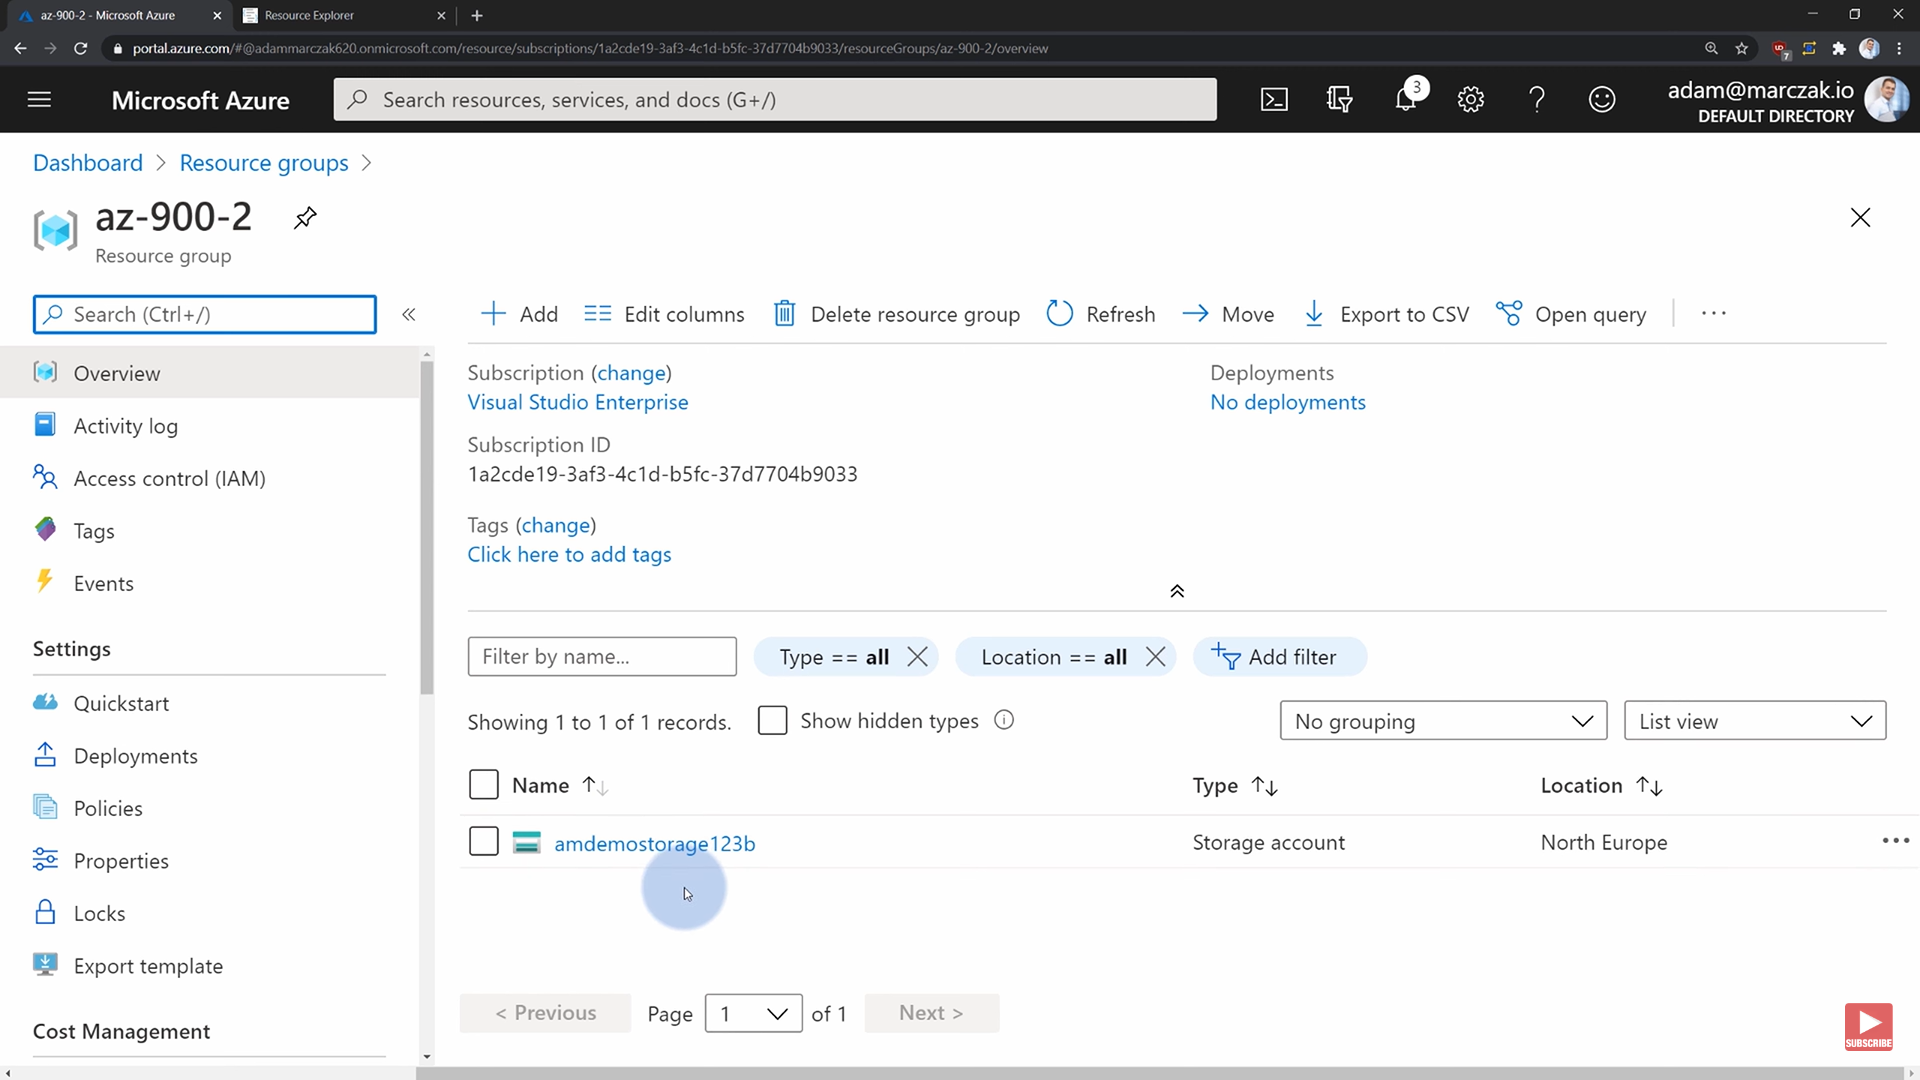 az-900-2 - Microsoft Azure
Resource Explorer
portal.azure.com/#@adammarczak620.onmicrosoft.com/resource/subscriptions/1a2cde19-3af3-4c1d-b5fc-37d7704b9033/resourceGroups/az-900-2/overview
7
Microsoft Azure
Search resources, services, and docs (G+/)
3
adam@marczak.io
DEFAULT DIRECTORY
Dashboard > Resource groups >
az-900-2
Resource group
Search (Ctrl+/)
Add
Edit columns
Delete resource group
Refresh
Move
Export to CSV
Open query
Overview
Activity log
Access control (IAM)
Tags
Events
Settings
Quickstart
Deployments
Policies
Properties
Locks
Export template
Cost Management
Subscription (change)
Visual Studio Enterprise
Subscription ID
1a2cde19-3af3-4c1d-b5fc-37d7704b9033
Tags (change)
Click here to add tags
Deployments
No deployments
Filter by name...
Type == all
Location == all
Add filter
Showing 1 to 1 of 1 records.
Show hidden types
No grouping
List view
Name
Type
Location
amdemostorage123b
Storage account
North Europe
< Previous
Page 1 of 1
Next >
SUBSCRIBE